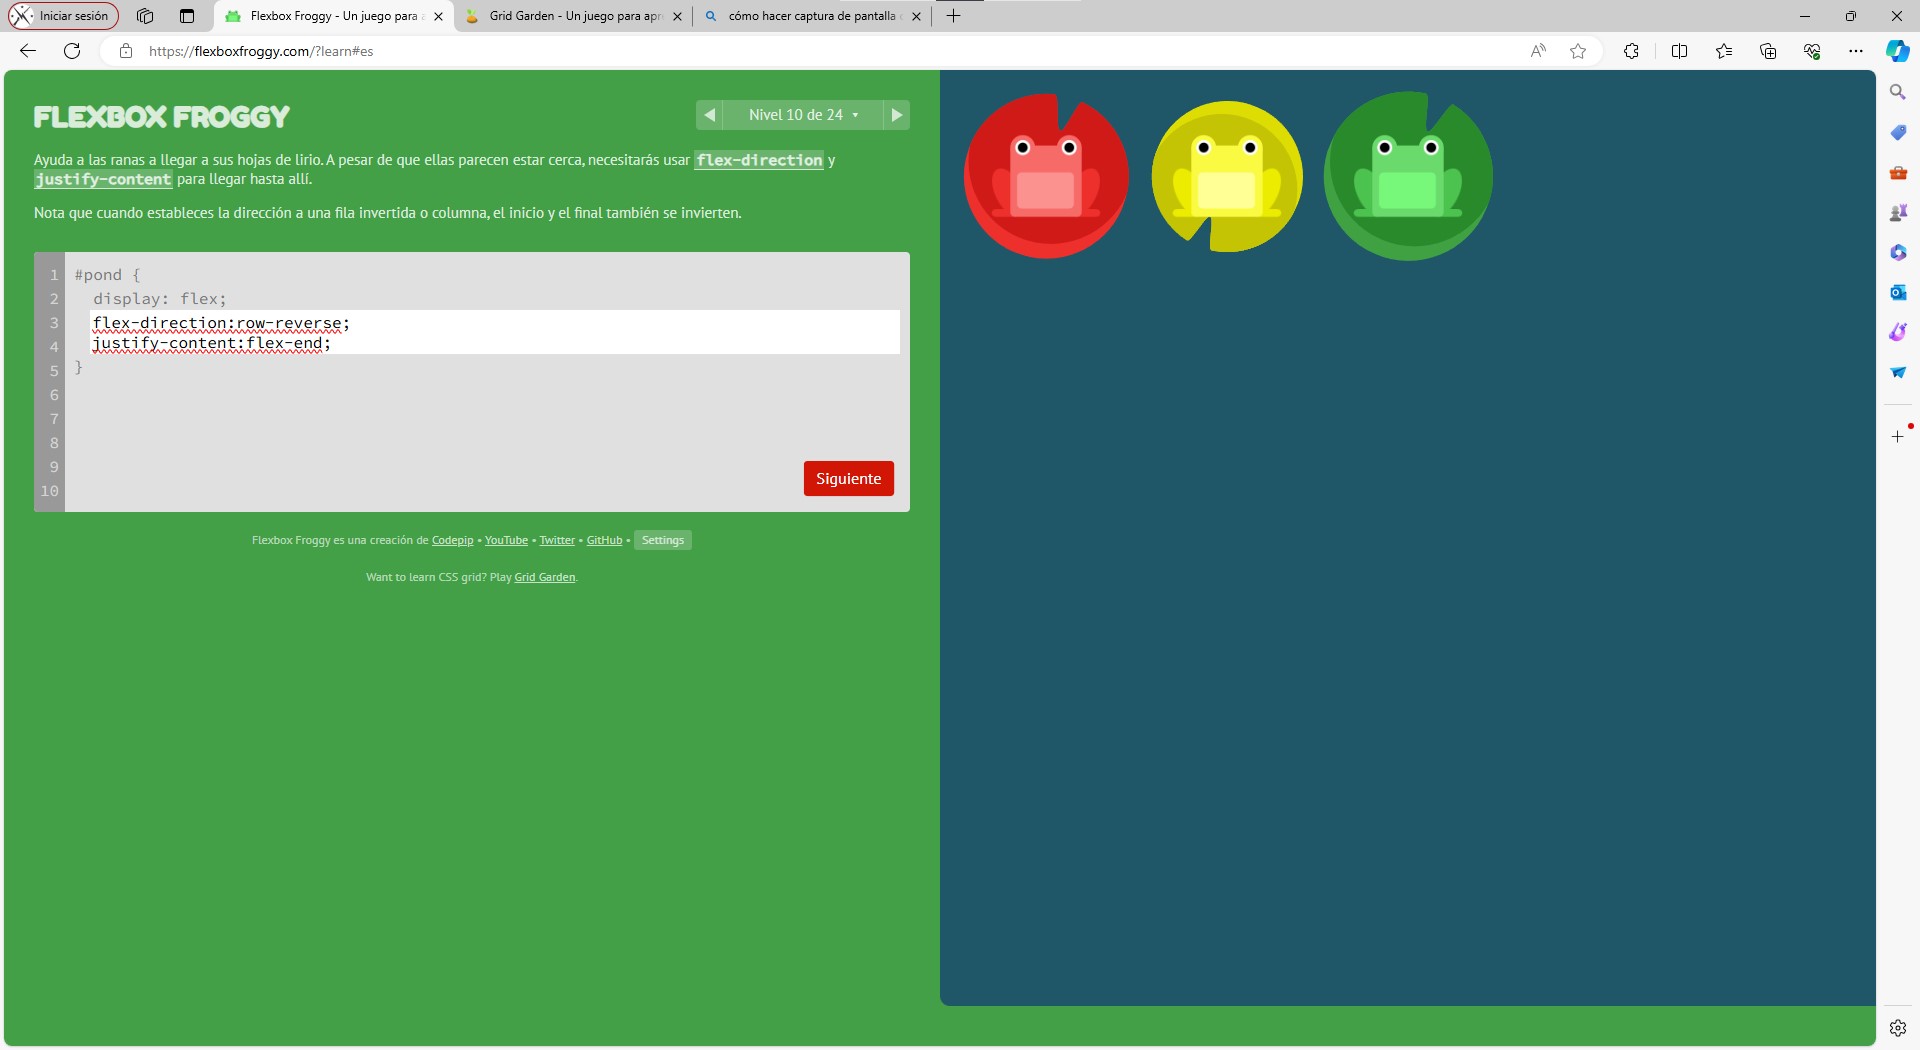 Iniciar sesión
Flexbox Froggy - Un juego para a
Grid Garden - Un juego para apr
cómo hacer captura de pantalla
https://flexboxfroggy.com/?learn#es
FLEXBOX FROGGY
Nivel 10 de 24
Ayuda a las ranas a llegar a sus hojas de lirio. A pesar de que ellas parecen estar cerca, necesitarás usar flex-direction y
justify-content para llegar hasta allí.
Nota que cuando estableces la dirección a una fila invertida o columna, el inicio y el final también se invierten.
1 #pond {
2 display: flex;
3 flex-direction:row-reverse;
4 justify-content:flex-end;
5 }
6
7
8
9
10
Siguiente
Flexbox Froggy es una creación de Codepip • YouTube • Twitter • GitHub • Settings
Want to learn CSS grid? Play Grid Garden.